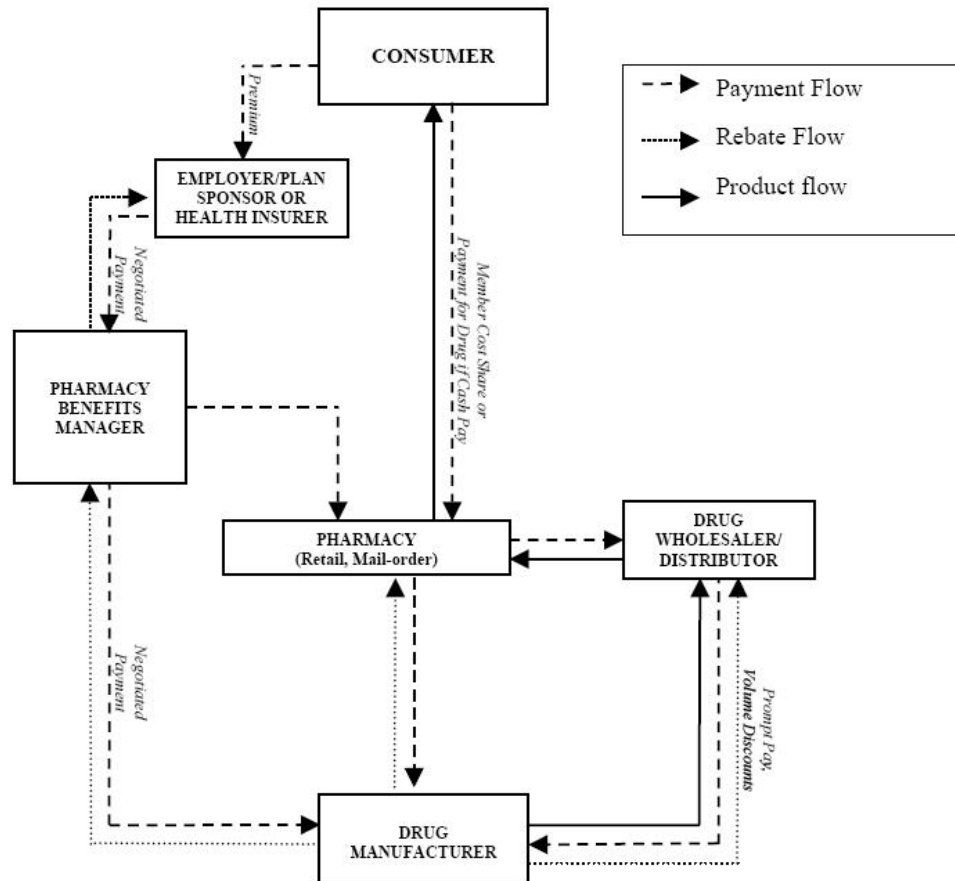 CONSUMER
Payment Flow
Rebate Flow
Product flow
Premium
EMPLOYER/PLAN
SPONSOR OR
HEALTH INSURER
Negotiated
Payment
Member Cost Share or
Payment for Drug if Cash Pay
PHARMACY
BENEFITS
MANAGER
PHARMACY
(Retail, Mail-order)
DRUG
WHOLESALER/
DISTRIBUTOR
Negotiated
Payment
Prompt Pay,
Volume Discounts
DRUG
MANUFACTURER